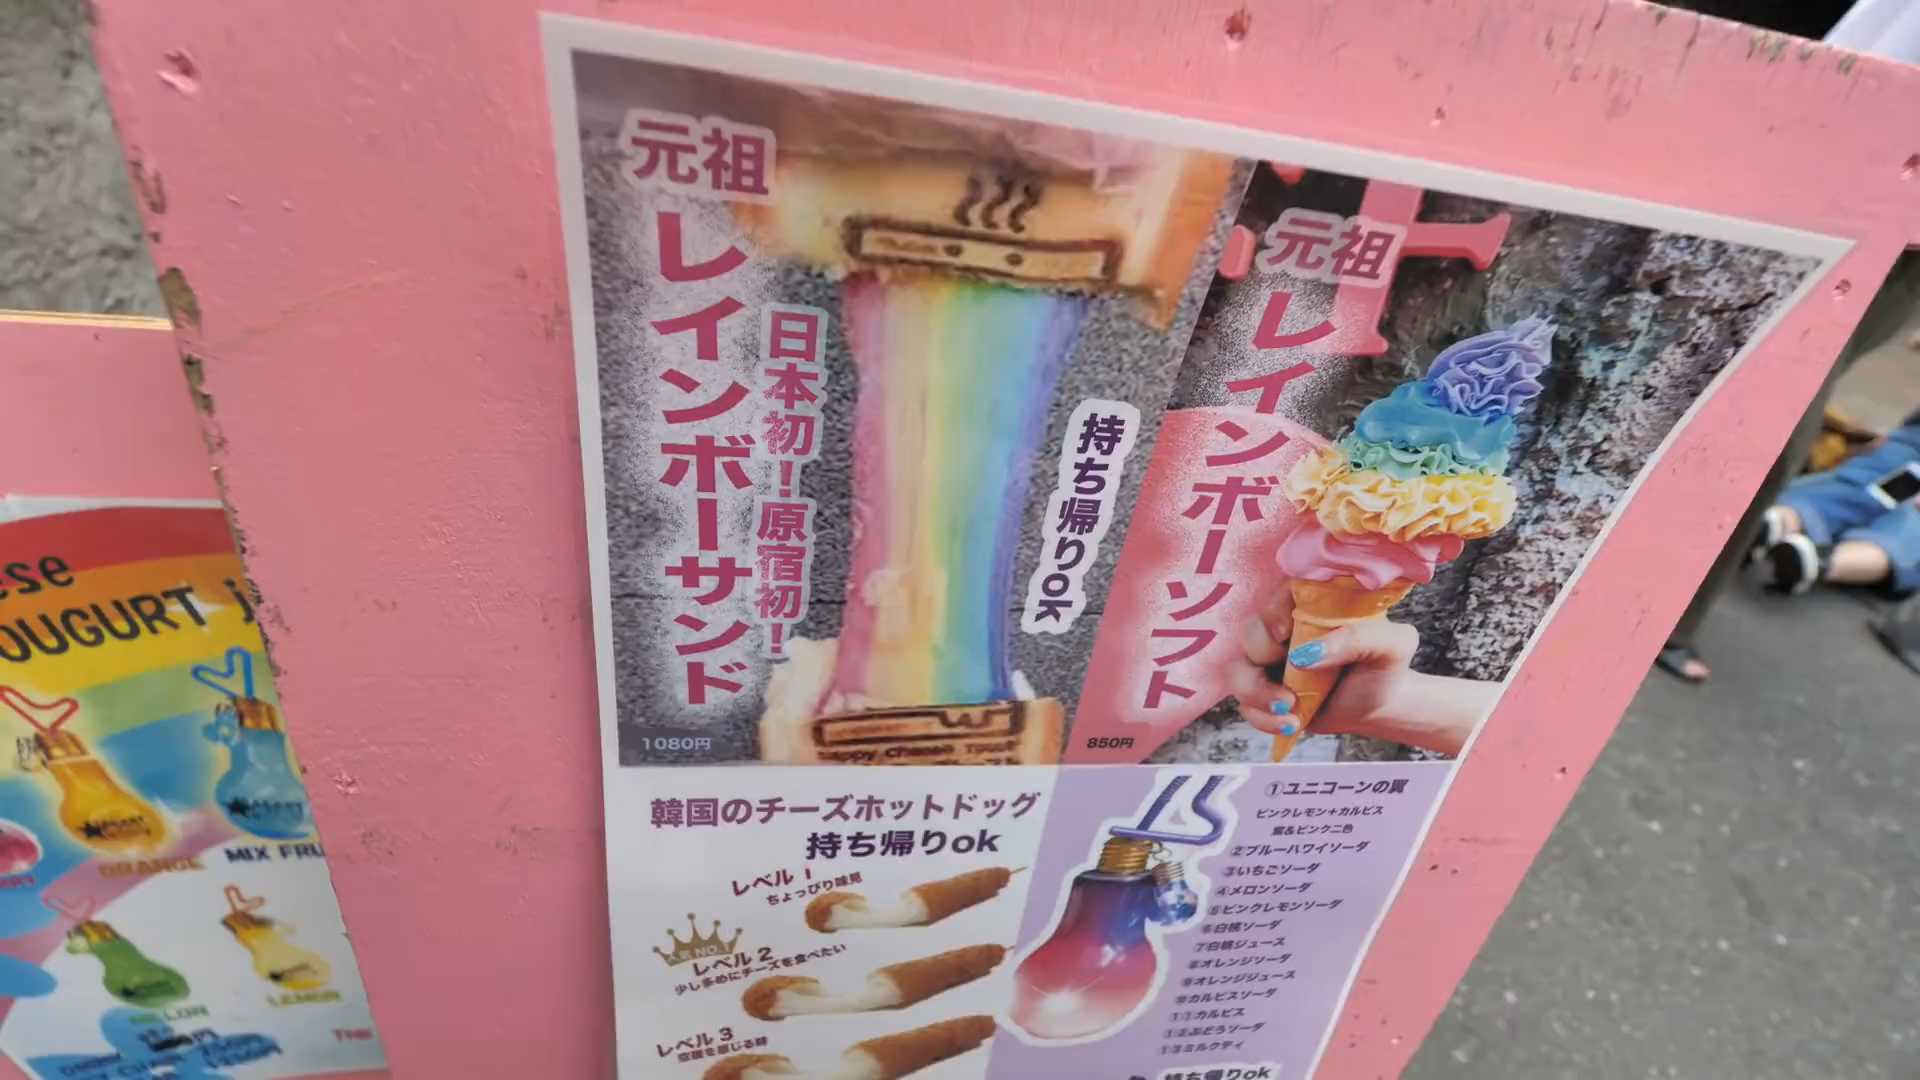 元祖
レインボーサンド
日本初！原宿初！
持ち帰りok
1080円
元祖
レインボーソフト
850円
韓国のチーズホットドッグ
持ち帰りok
レベル 1
ちょっぴり味見
人気NO.1
レベル 2
少し多めにチーズを食べたい
レベル 3
①ユニコーンの翼
ピンクレモン＋カルピス
紫&ピンク二色
②ブルーハワイソーダ
③いちごソーダ
④メロンソーダ
⑤ピンクレモンソーダ
⑥白桃ソーダ
⑦白桃ジュース
⑧オレンジソーダ
⑨オレンジジュース
⑩カルピスソーダ
①①カルピス
①②ぶどうソーダ
①③ミルクティ
持ち帰りok
OUGURT
ORANGE
MIX FRU
LEMON
THE